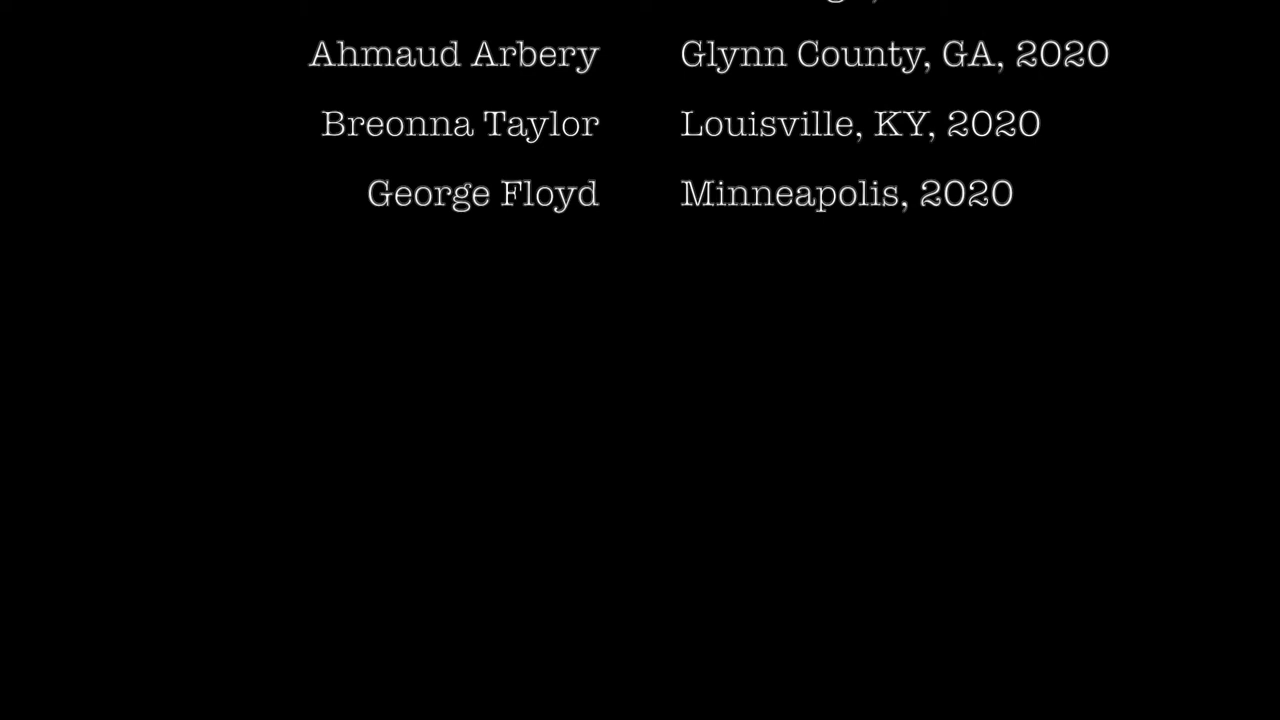 Ahmaud Arbery Glynn County, GA, 2020
Breonna Taylor Louisville, KY, 2020
George Floyd Minneapolis, 2020